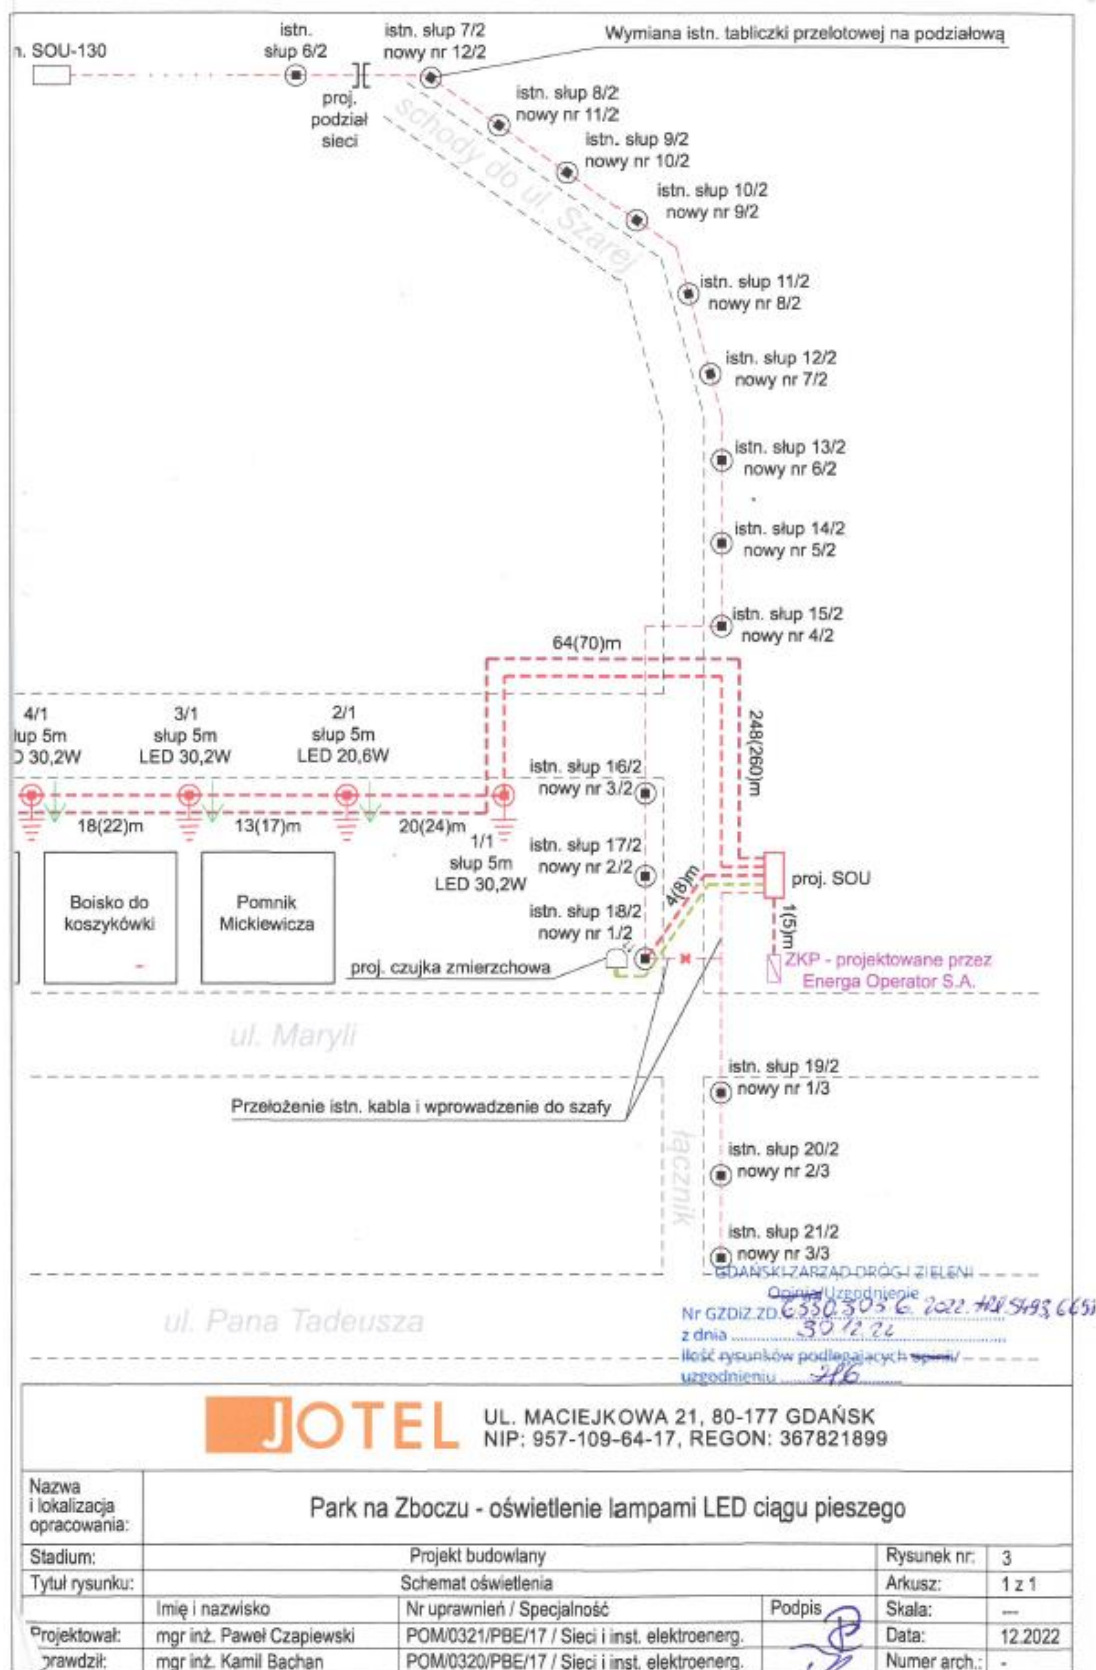 istn.
słup 6/2
istn. słup 7/2
nowy nr 12/2
Wymiana istn. tabliczki przelotowej na podziałową
n. SOU-130
proj.
podział
sieci
istn. słup 8/2
nowy nr 11/2
istn. słup 9/2
nowy nr 10/2
schody do ul. Szarej
istn. słup 10/2
nowy nr 9/2
istn. słup 11/2
nowy nr 8/2
istn. słup 12/2
nowy nr 7/2
istn. słup 13/2
nowy nr 6/2
istn. słup 14/2
nowy nr 5/2
istn. słup 15/2
nowy nr 4/2
64(70)m
248(260)m
4/1
łup 5m
D 30,2W
3/1
słup 5m
LED 30,2W
2/1
słup 5m
LED 20,6W
istn. słup 16/2
nowy nr 3/2
18(22)m
13(17)m
20(24)m
1/1
słup 5m
LED 30,2W
istn. słup 17/2
nowy nr 2/2
4(8)m
proj. SOU
Boisko do
koszykówki
Pomnik
Mickiewicza
istn. słup 18/2
nowy nr 1/2
1(5)m
proj. czujka zmierzchowa
ZKP - projektowane przez
Energa Operator S.A.
ul. Maryli
istn. słup 19/2
nowy nr 1/3
Przełożenie istn. kabla i wprowadzenie do szafy
łącznik
istn. słup 20/2
nowy nr 2/3
istn. słup 21/2
nowy nr 3/3
ul. Pana Tadeusza
GDAŃSKI ZARZĄD DRÓG I ZIELENI
Opinia/Uzgodnienie
Nr GZDiZ.ZD.
z dnia 30.12.22
Ilość rysunków podlegających opinii/
uzgodnieniu
JOTEL
UL. MACIEJKOWA 21, 80-177 GDAŃSK
NIP: 957-109-64-17, REGON: 367821899
Nazwa
i lokalizacja
opracowania:
Park na Zboczu - oświetlenie lampami LED ciągu pieszego
Stadium:
Projekt budowlany
Rysunek nr:
3
Tytuł rysunku:
Schemat oświetlenia
Arkusz:
1 z 1
Imię i nazwisko
Nr uprawnień / Specjalność
Podpis
Skala:
---
Projektował:
mgr inż. Paweł Czapiewski
POM/0321/PBE/17 / Sieci i inst. elektroenerg.
Data:
12.2022
prawdził:
mgr inż. Kamil Bachan
POM/0320/PBE/17 / Sieci i inst. elektroenerg.
Numer arch.:
-